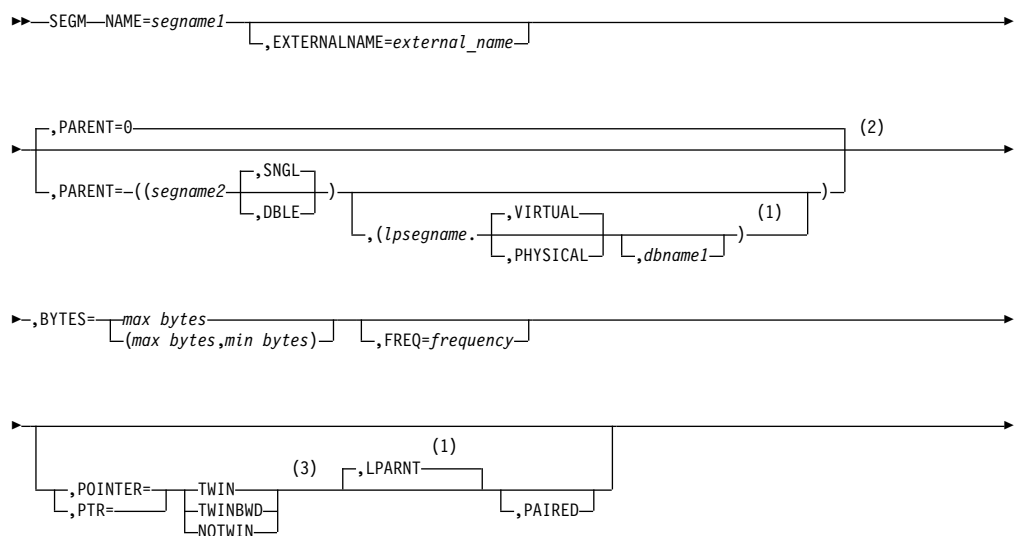 SEGM NAME=segname1
,EXTERNALNAME=external_name
,PARENT=0 (2)
,SNGL
,PARENT= ((segname2 ) )
,DBLE ,VIRTUAL (1)
,(lpsegname. )
,PHYSICAL ,dbname1
,BYTES= max bytes
(max bytes,min bytes) ,FREQ=frequency
(1)
(3) ,LPARNT
,POINTER= TWIN
,PTR= TWINBWD ,PAIRED
NOTWIN